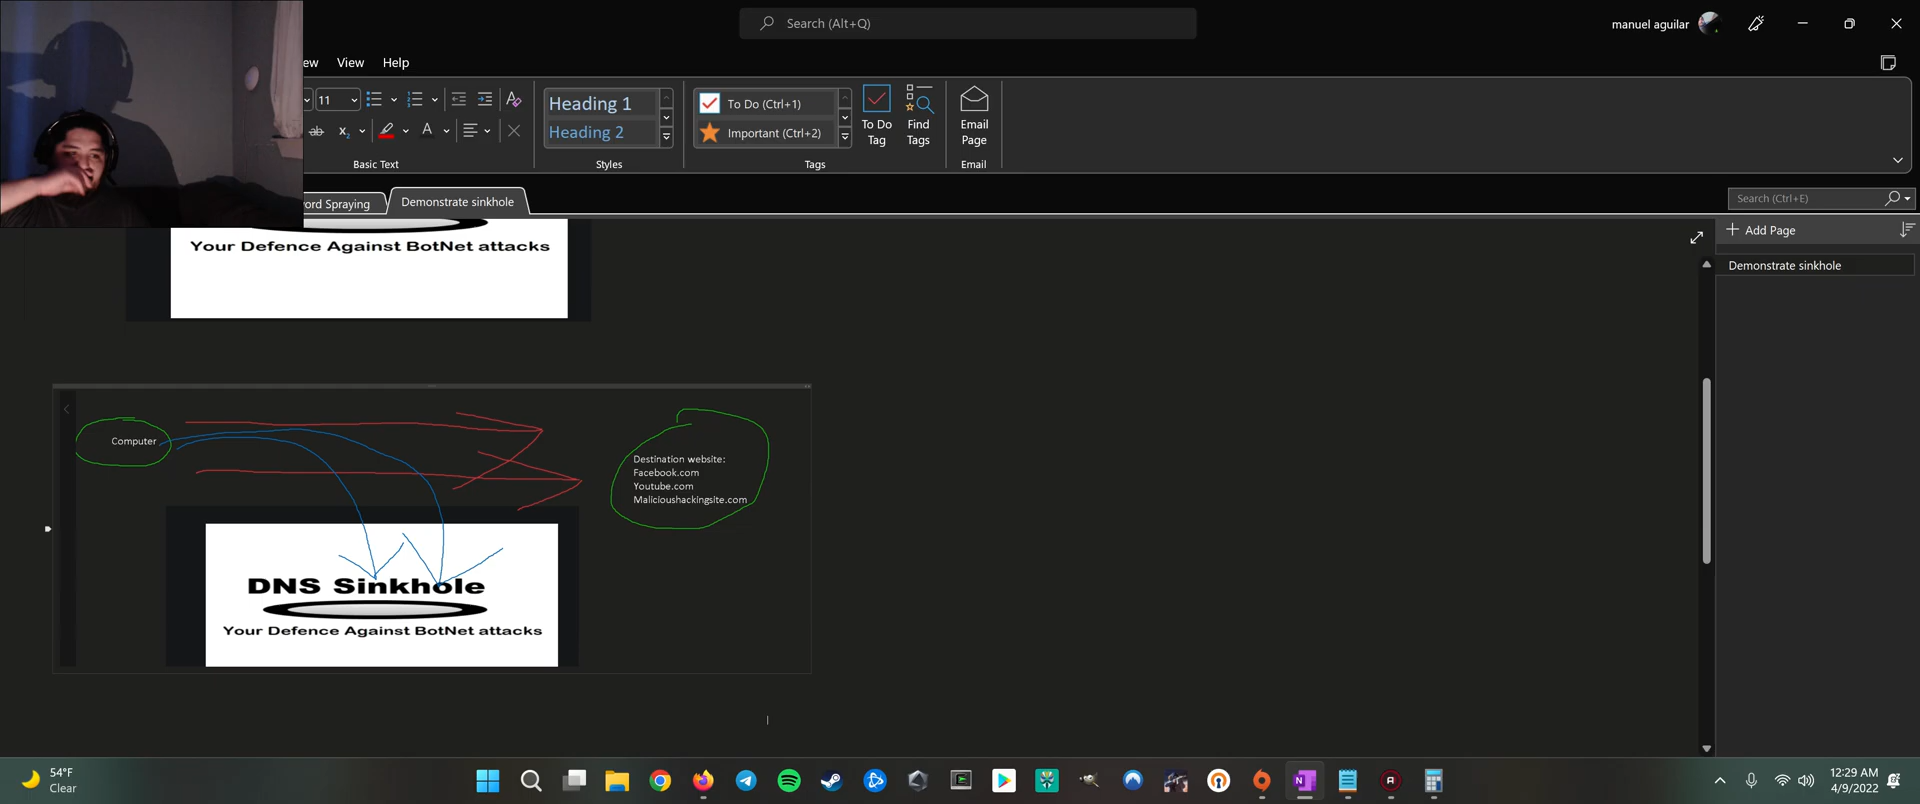 Search (Alt+Q)
manuel aguilar
ew
View
Help
11
Heading 1
Heading 2
To Do (Ctrl+1)
Important (Ctrl+2)
To Do
Tag
Find
Tags
Email
Page
ab
x
A
Basic Text
Styles
Tags
Email
ord Spraying
Demonstrate sinkhole
Search (Ctrl+E)
Add Page
Demonstrate sinkhole
Your Defence Against BotNet attacks
Computer
Destination website:
Facebook.com
Youtube.com
Malicioushackingsite.com
DNS Sinkhole
Your Defence Against BotNet attacks
54°F
Clear
12:29 AM
4/9/2022